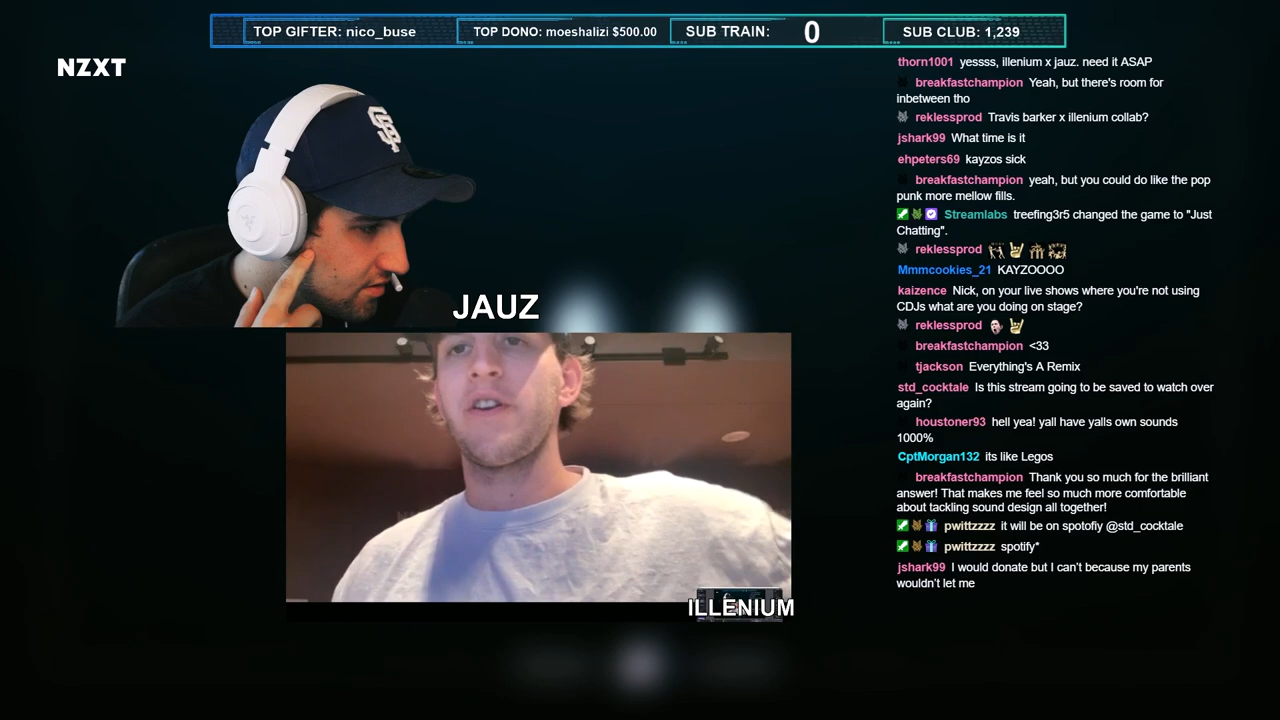 TOP GIFTER: nico_buse
TOP DONO: moeshalizi $500.00
SUB TRAIN: 0
SUB CLUB: 1,239
NZXT
SF
JAUZ
ILLENIUM
thorn1001 yessss, illenium x jauz. need it ASAP
breakfastchampion Yeah, but there's room for
inbetween tho
reklessprod Travis barker x illenium collab?
jshark99 What time is it
ehpeters69 kayzos sick
breakfastchampion yeah, but you could do like the pop
punk more mellow fills.
Streamlabs treefing3r5 changed the game to "Just
Chatting".
reklessprod
Mmmcookies_21 KAYZOOOO
kaizence Nick, on your live shows where you're not using
CDJs what are you doing on stage?
reklessprod
breakfastchampion <33
tjackson Everything's A Remix
std_cocktale Is this stream going to be saved to watch over
again?
houstoner93 hell yea! yall have yalls own sounds
1000%
CptMorgan132 its like Legos
breakfastchampion Thank you so much for the brilliant
answer! That makes me feel so much more comfortable
about tackling sound design all together!
pwittzzzz it will be on spotofiy @std_cocktale
pwittzzzz spotify*
jshark99 I would donate but I can't because my parents
wouldn't let me